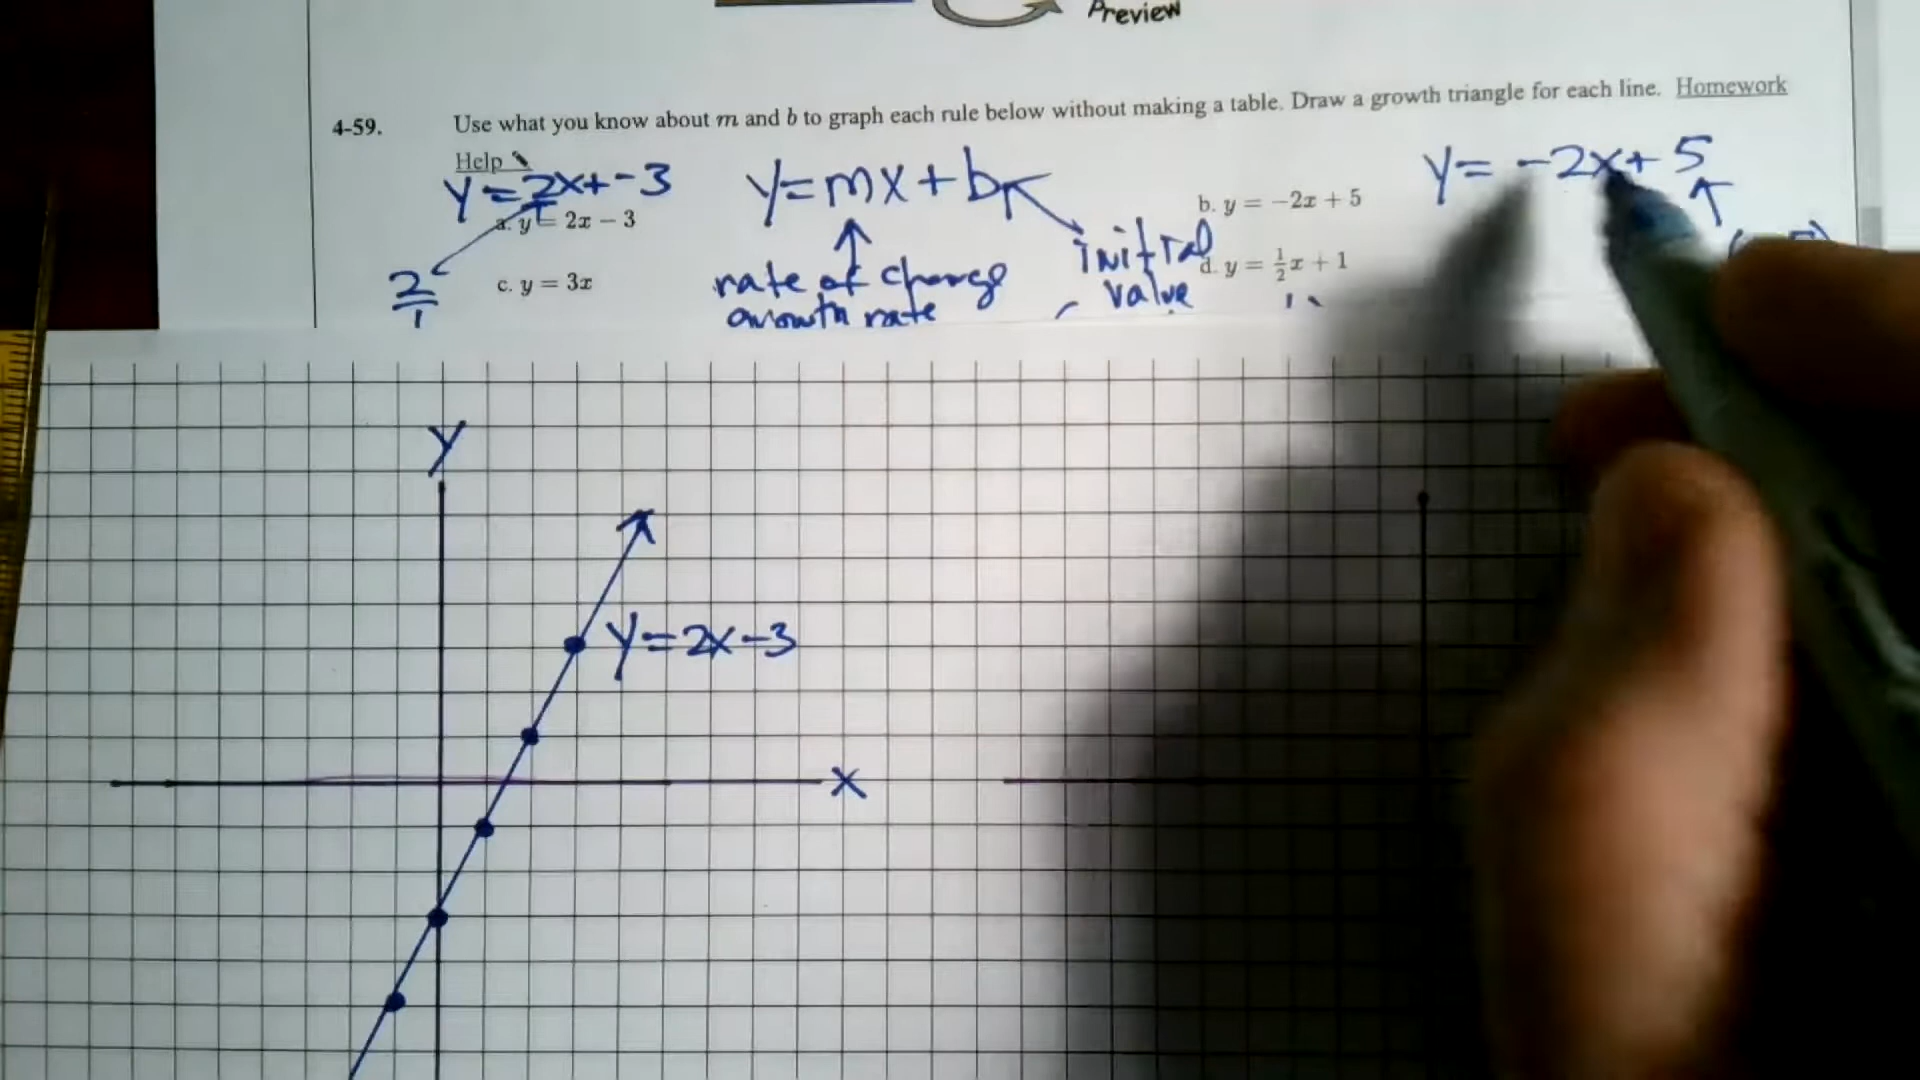 Preview
4-59. Use what you know about m and b to graph each rule below without making a table. Draw a growth triangle for each line. Homework
Help
y = 2x + -3
y = mx + b
y = -2x + 5
a. y = 2x − 3
b. y = −2x + 5
initial
value
c. y = 3x
d. y = 1/2 x + 1
2/1
rate of change
growth rate
y
y = 2x - 3
x